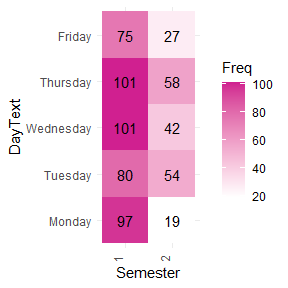 Friday 75 27
Thursday 101 58
Wednesday 101 42
Tuesday 80 54
Monday 97 19
1 2
Semester
DayText
Freq
100
80
60
40
20